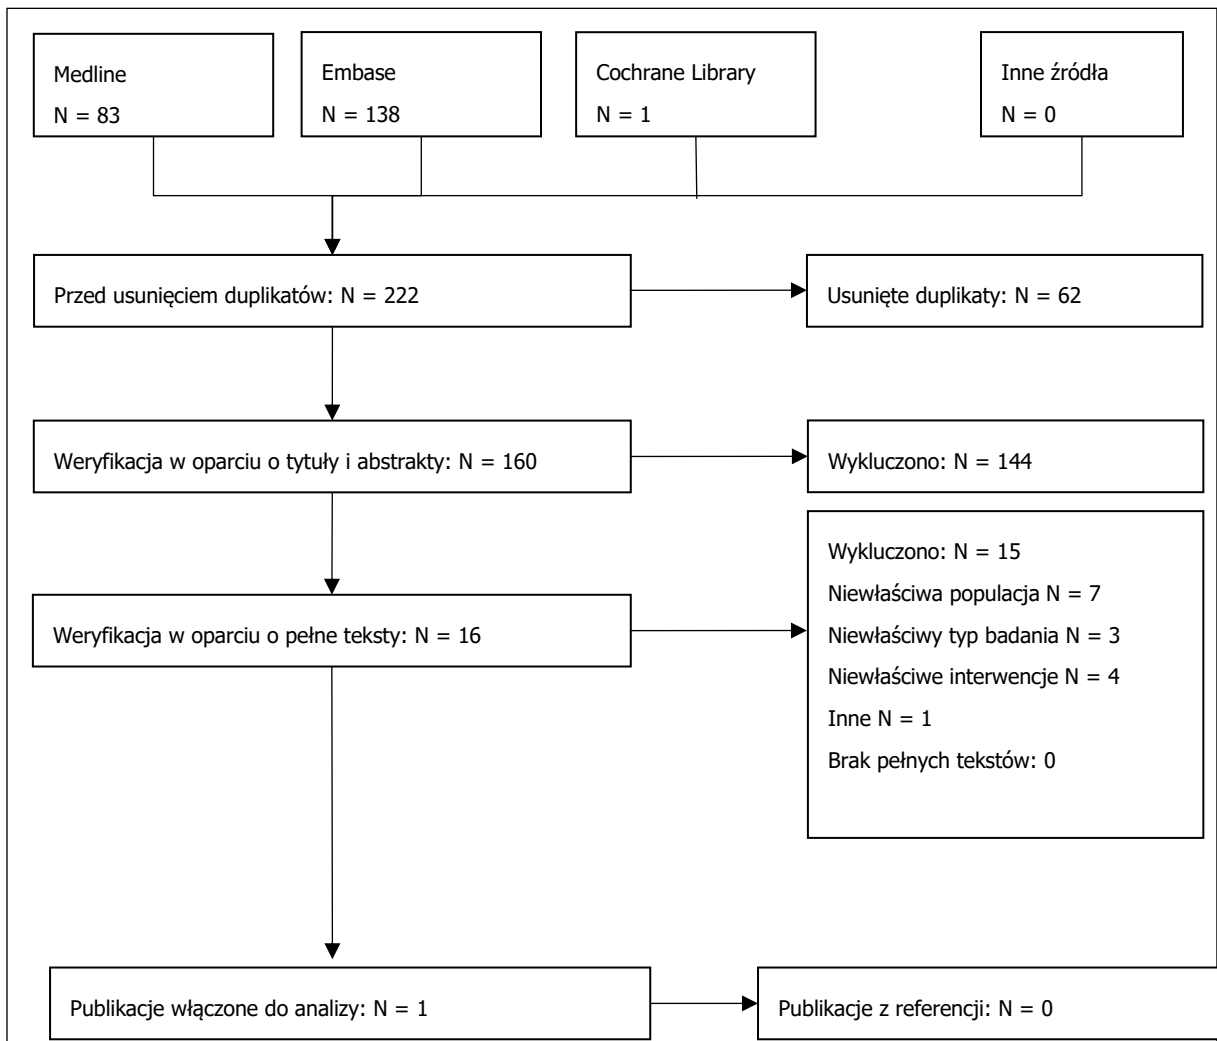 Medline
N = 83
Embase
N = 138
Cochrane Library
N = 1
Inne źródła
N = 0
Przed usunięciem duplikatów: N = 222
Usunięte duplikaty: N = 62
Weryfikacja w oparciu o tytuły i abstrakty: N = 160
Wykluczono: N = 144
Weryfikacja w oparciu o pełne teksty: N = 16
Wykluczono: N = 15
Niewłaściwa populacja N = 7
Niewłaściwy typ badania N = 3
Niewłaściwe interwencje N = 4
Inne N = 1
Brak pełnych tekstów: 0
Publikacje włączone do analizy: N = 1
Publikacje z referencji: N = 0